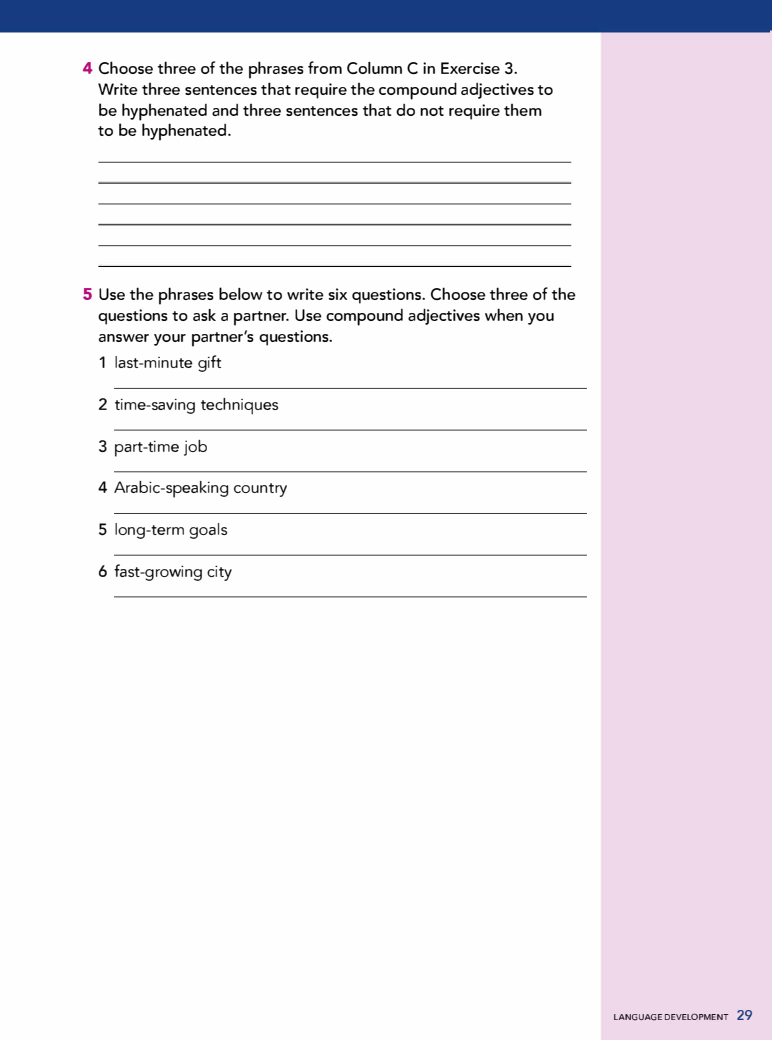 4 Choose three of the phrases from Column C in Exercise 3.
Write three sentences that require the compound adjectives to
be hyphenated and three sentences that do not require them
to be hyphenated.
5 Use the phrases below to write six questions. Choose three of the
questions to ask a partner. Use compound adjectives when you
answer your partner's questions.
1 last-minute gift
2 time-saving techniques
3 part-time job
4 Arabic-speaking country
5 long-term goals
6 fast-growing city
LANGUAGE DEVELOPMENT 29